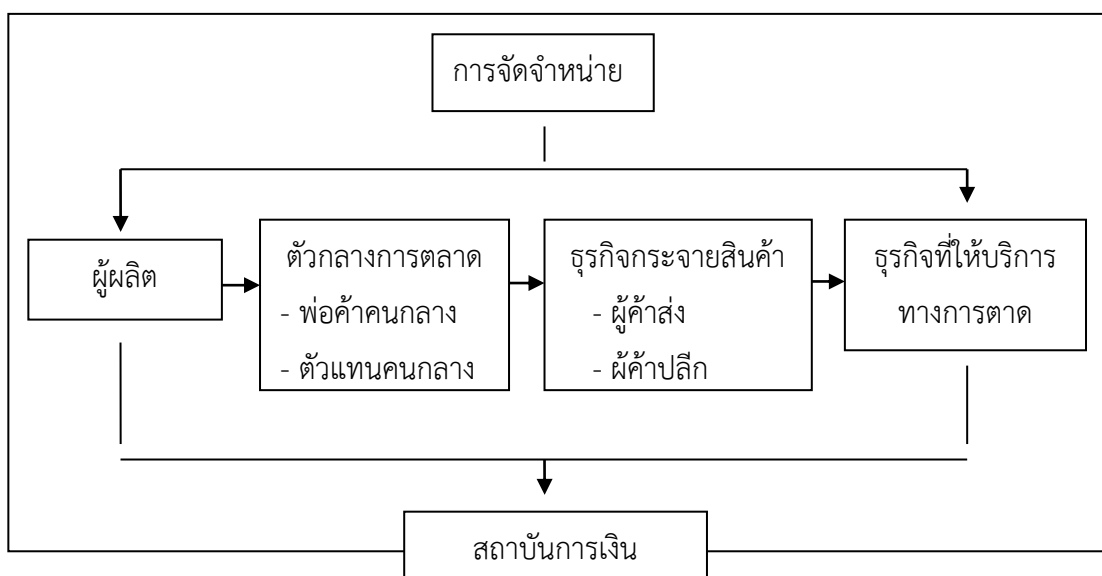 การจัดจำหน่าย
ผู้ผลิต
ตัวกลางการตลาด
- พ่อค้าคนกลาง
- ตัวแทนคนกลาง
ธุรกิจกระจายสินค้า
- ผู้ค้าส่ง
- ผ้ค้าปลีก
ธุรกิจที่ให้บริการ
ทางการตาด
สถาบันการเงิน